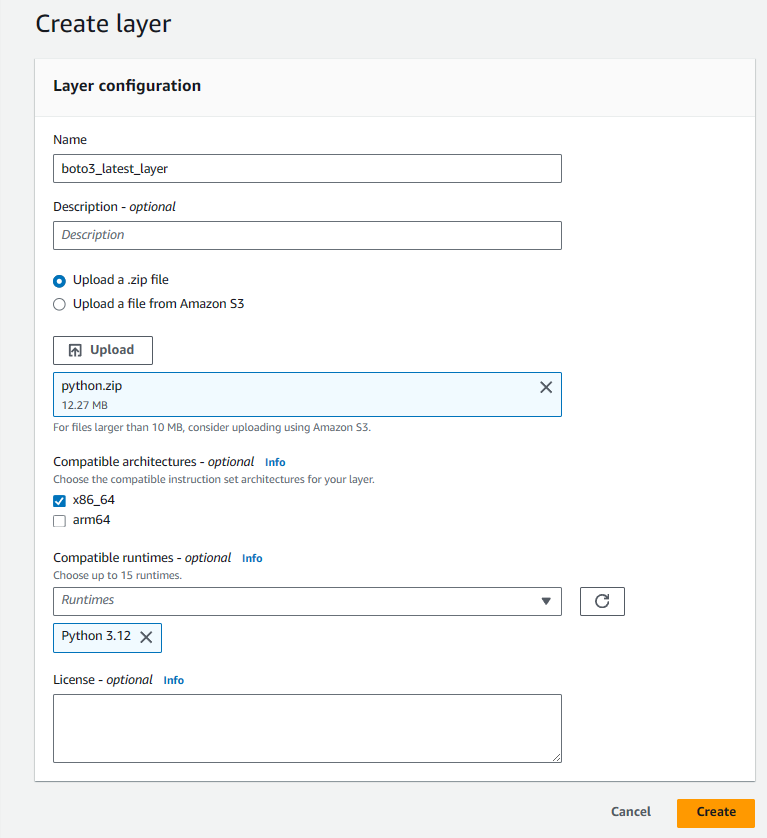 Create layer
Layer configuration
Name
boto3_latest_layer
Description - optional
Description
Upload a .zip file
Upload a file from Amazon S3
Upload
python.zip
12.27 MB
For files larger than 10 MB, consider uploading using Amazon S3.
Compatible architectures - optional Info
Choose the compatible instruction set architectures for your layer.
x86_64
arm64
Compatible runtimes - optional Info
Choose up to 15 runtimes.
Runtimes
Python 3.12
License - optional Info
Cancel Create